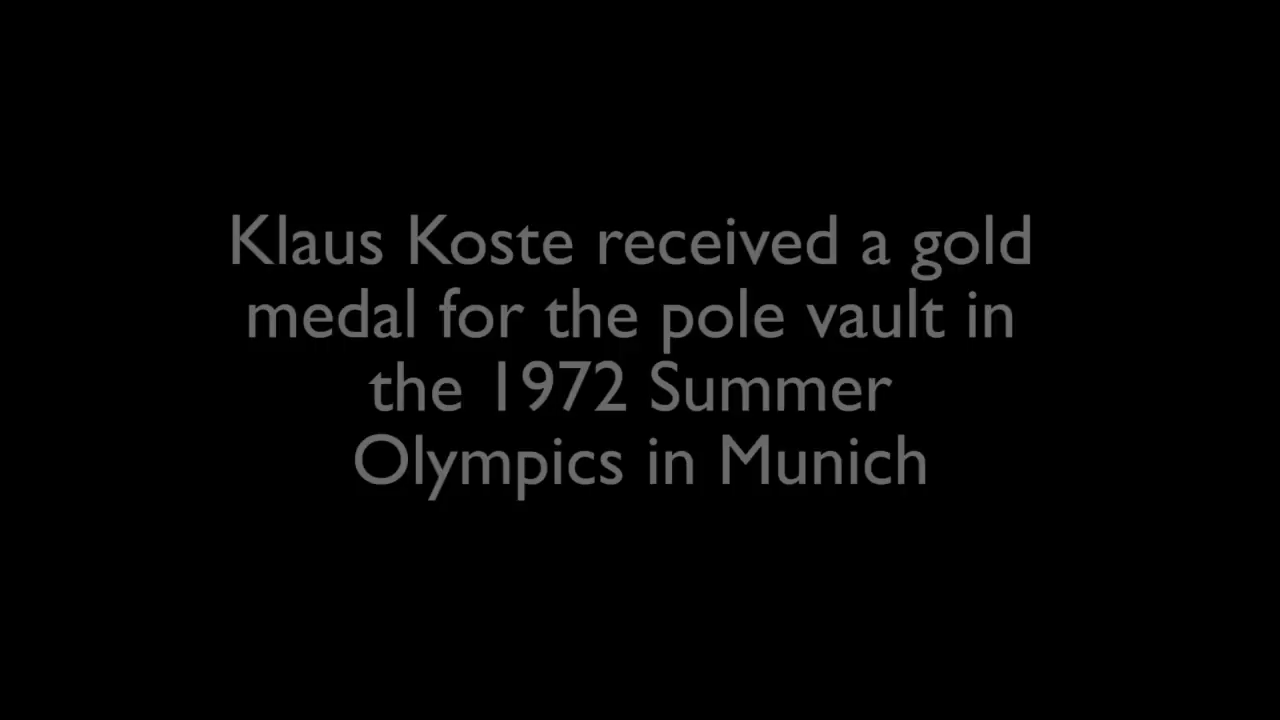 Klaus Koste received a gold
medal for the pole vault in
the 1972 Summer
Olympics in Munich